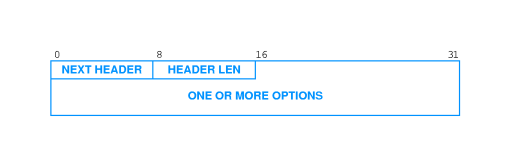 0 8 16 31
NEXT HEADER HEADER LEN
ONE OR MORE OPTIONS